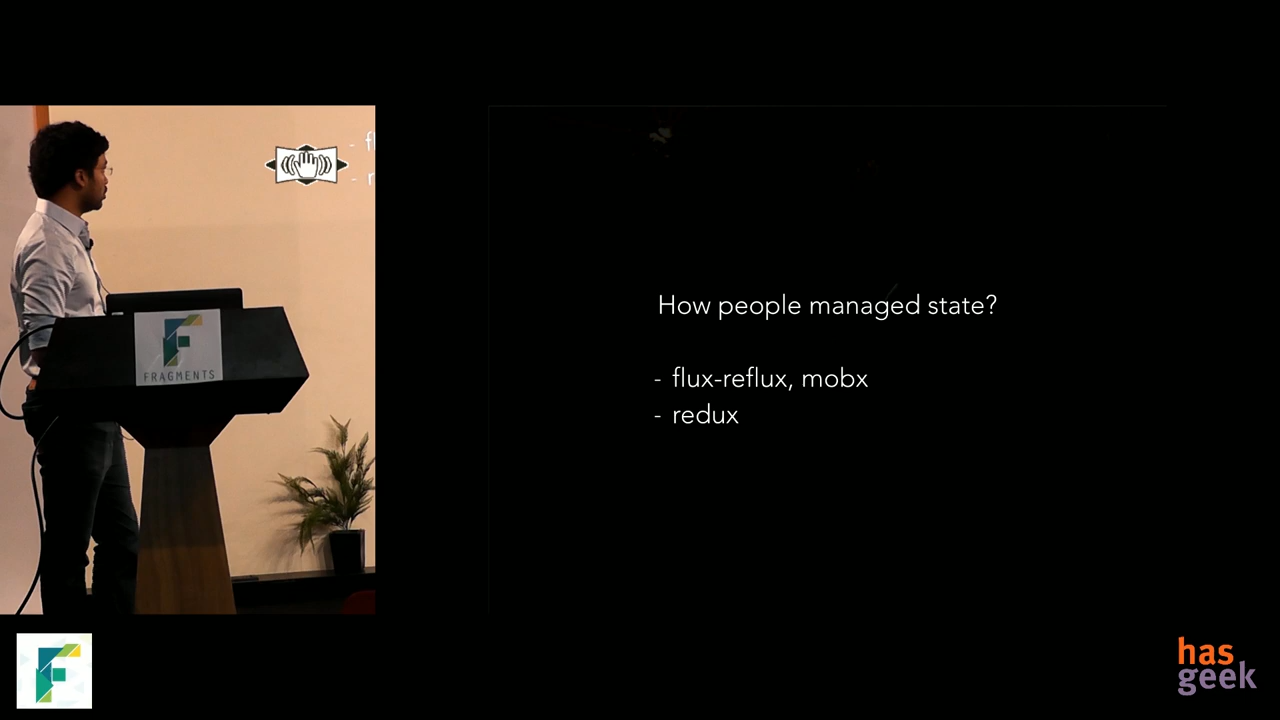 How people managed state?
- flux-reflux, mobx
- redux
FRAGMENTS
has
geek